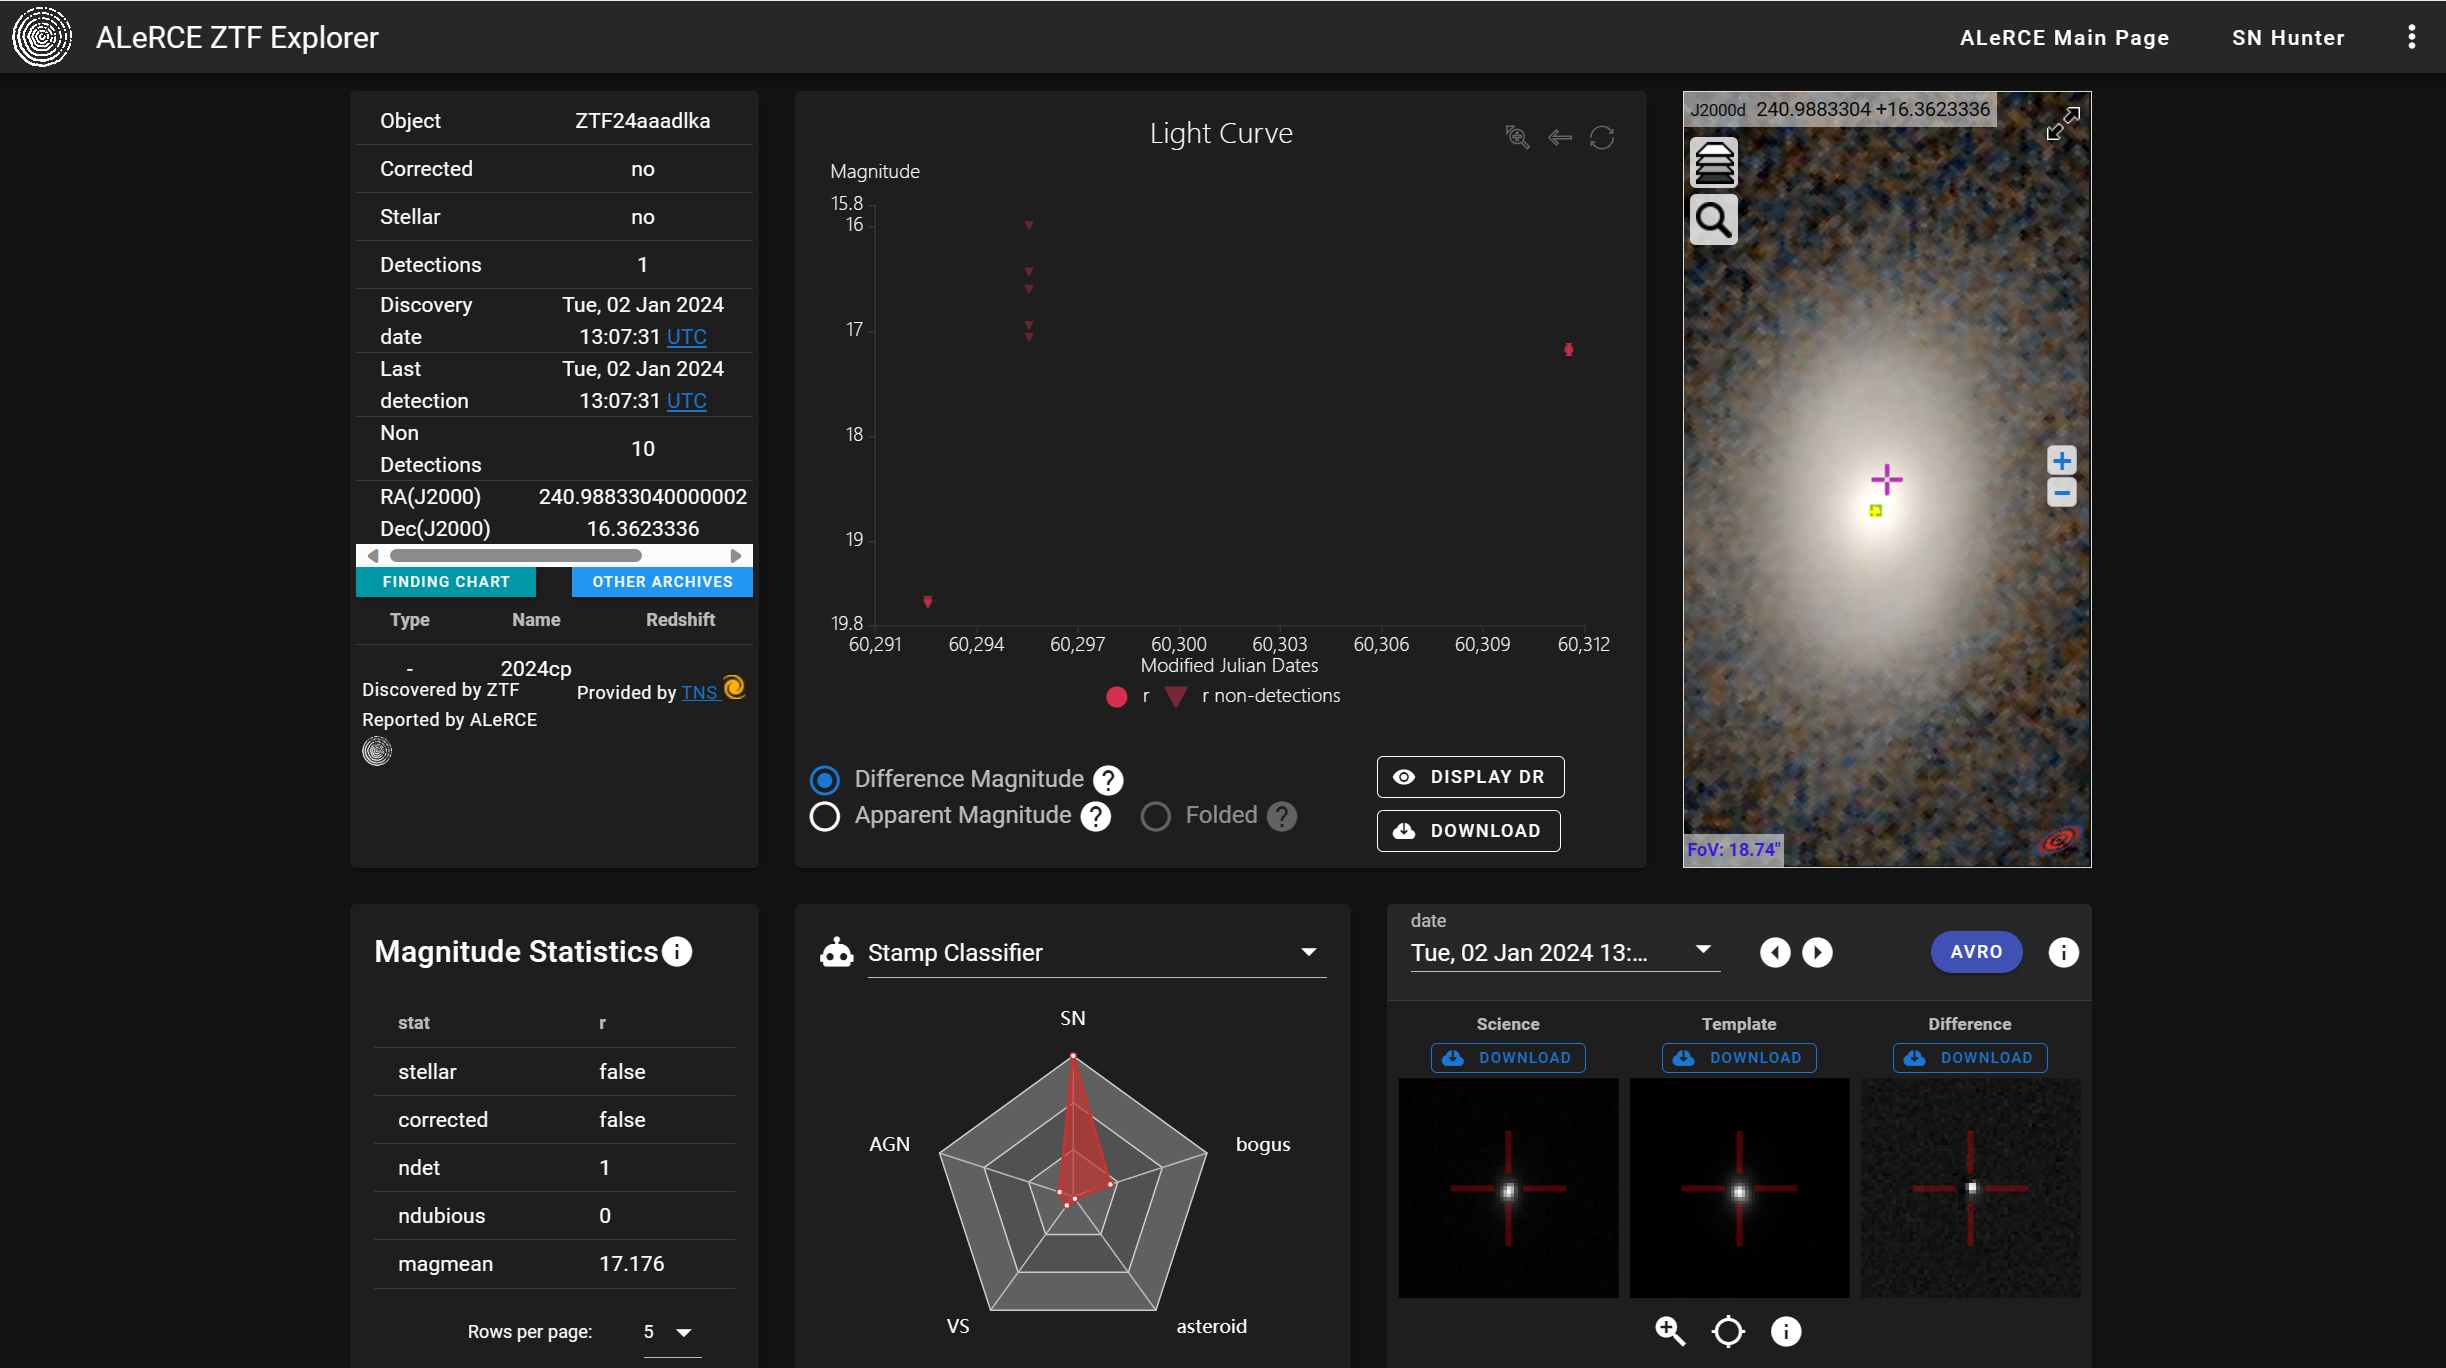 ALeRCE ZTF Explorer
ALeRCE Main Page
SN Hunter
Object ZTF24aaadlka
Corrected no
Stellar no
Detections 1
Discovery date Tue, 02 Jan 2024 13:07:31 UTC
Last detection Tue, 02 Jan 2024 13:07:31 UTC
Non Detections 10
RA(J2000) 240.98833040000002
Dec(J2000) 16.3623336
FINDING CHART
OTHER ARCHIVES
Type Name Redshift
- 2024cp
Discovered by ZTF
Provided by TNS
Reported by ALeRCE
Light Curve
Magnitude
15.8
16
17
18
19
19.8
60,291 60,294 60,297 60,300 60,303 60,306 60,309 60,312
Modified Julian Dates
r r non-detections
Difference Magnitude ?
Apparent Magnitude ?
Folded ?
DISPLAY DR
DOWNLOAD
J2000d 240.9883304 +16.3623336
+
−
FoV: 18.74"
Magnitude Statistics i
stat r
stellar false
corrected false
ndet 1
ndubious 0
magmean 17.176
Rows per page: 5
Stamp Classifier
SN
AGN
bogus
VS
asteroid
date
Tue, 02 Jan 2024 13:...
AVRO
i
Science Template Difference
DOWNLOAD DOWNLOAD DOWNLOAD
i